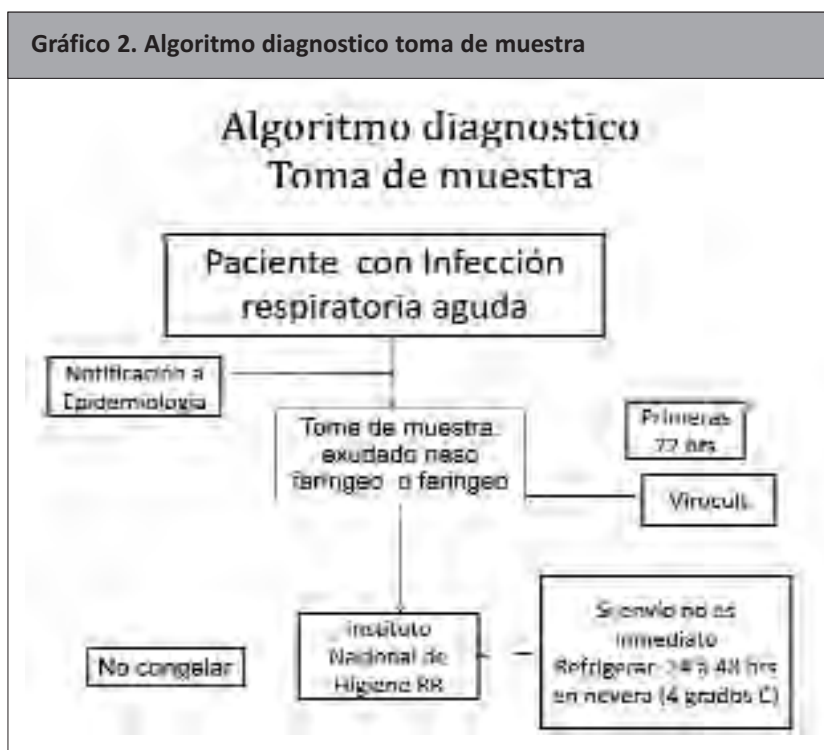 Gráfico 2. Algoritmo diagnostico toma de muestra
Algoritmo diagnostico
Toma de muestra
Paciente con Infección
respiratoria aguda
Notificación a
Epidemiología
Toma de muestra:
exudado naso
faringeo o faringeo
Primeras
72 hrs
Virocult
Instituto
Nacional de
Higiene RR
No congelar
Si envío no es
inmediato
Refrigerar 24 a 48 hrs
en nevera (4 grados C)